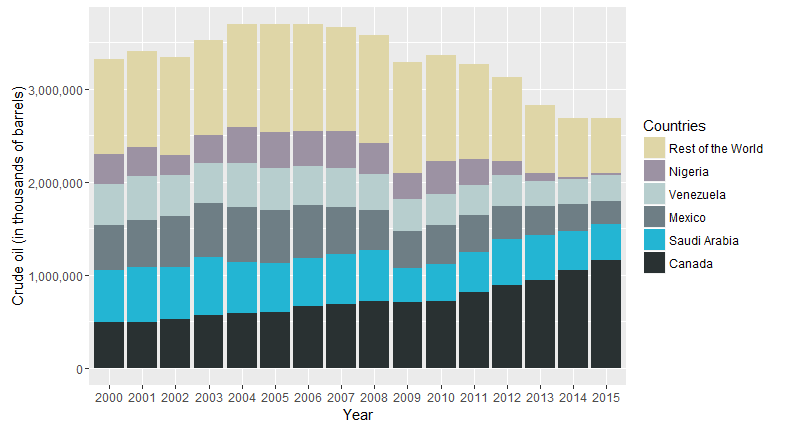 Crude oil (in thousands of barrels)
3,000,000
2,000,000
1,000,000
0
2000 2001 2002 2003 2004 2005 2006 2007 2008 2009 2010 2011 2012 2013 2014 2015
Year
Countries
Rest of the World
Nigeria
Venezuela
Mexico
Saudi Arabia
Canada